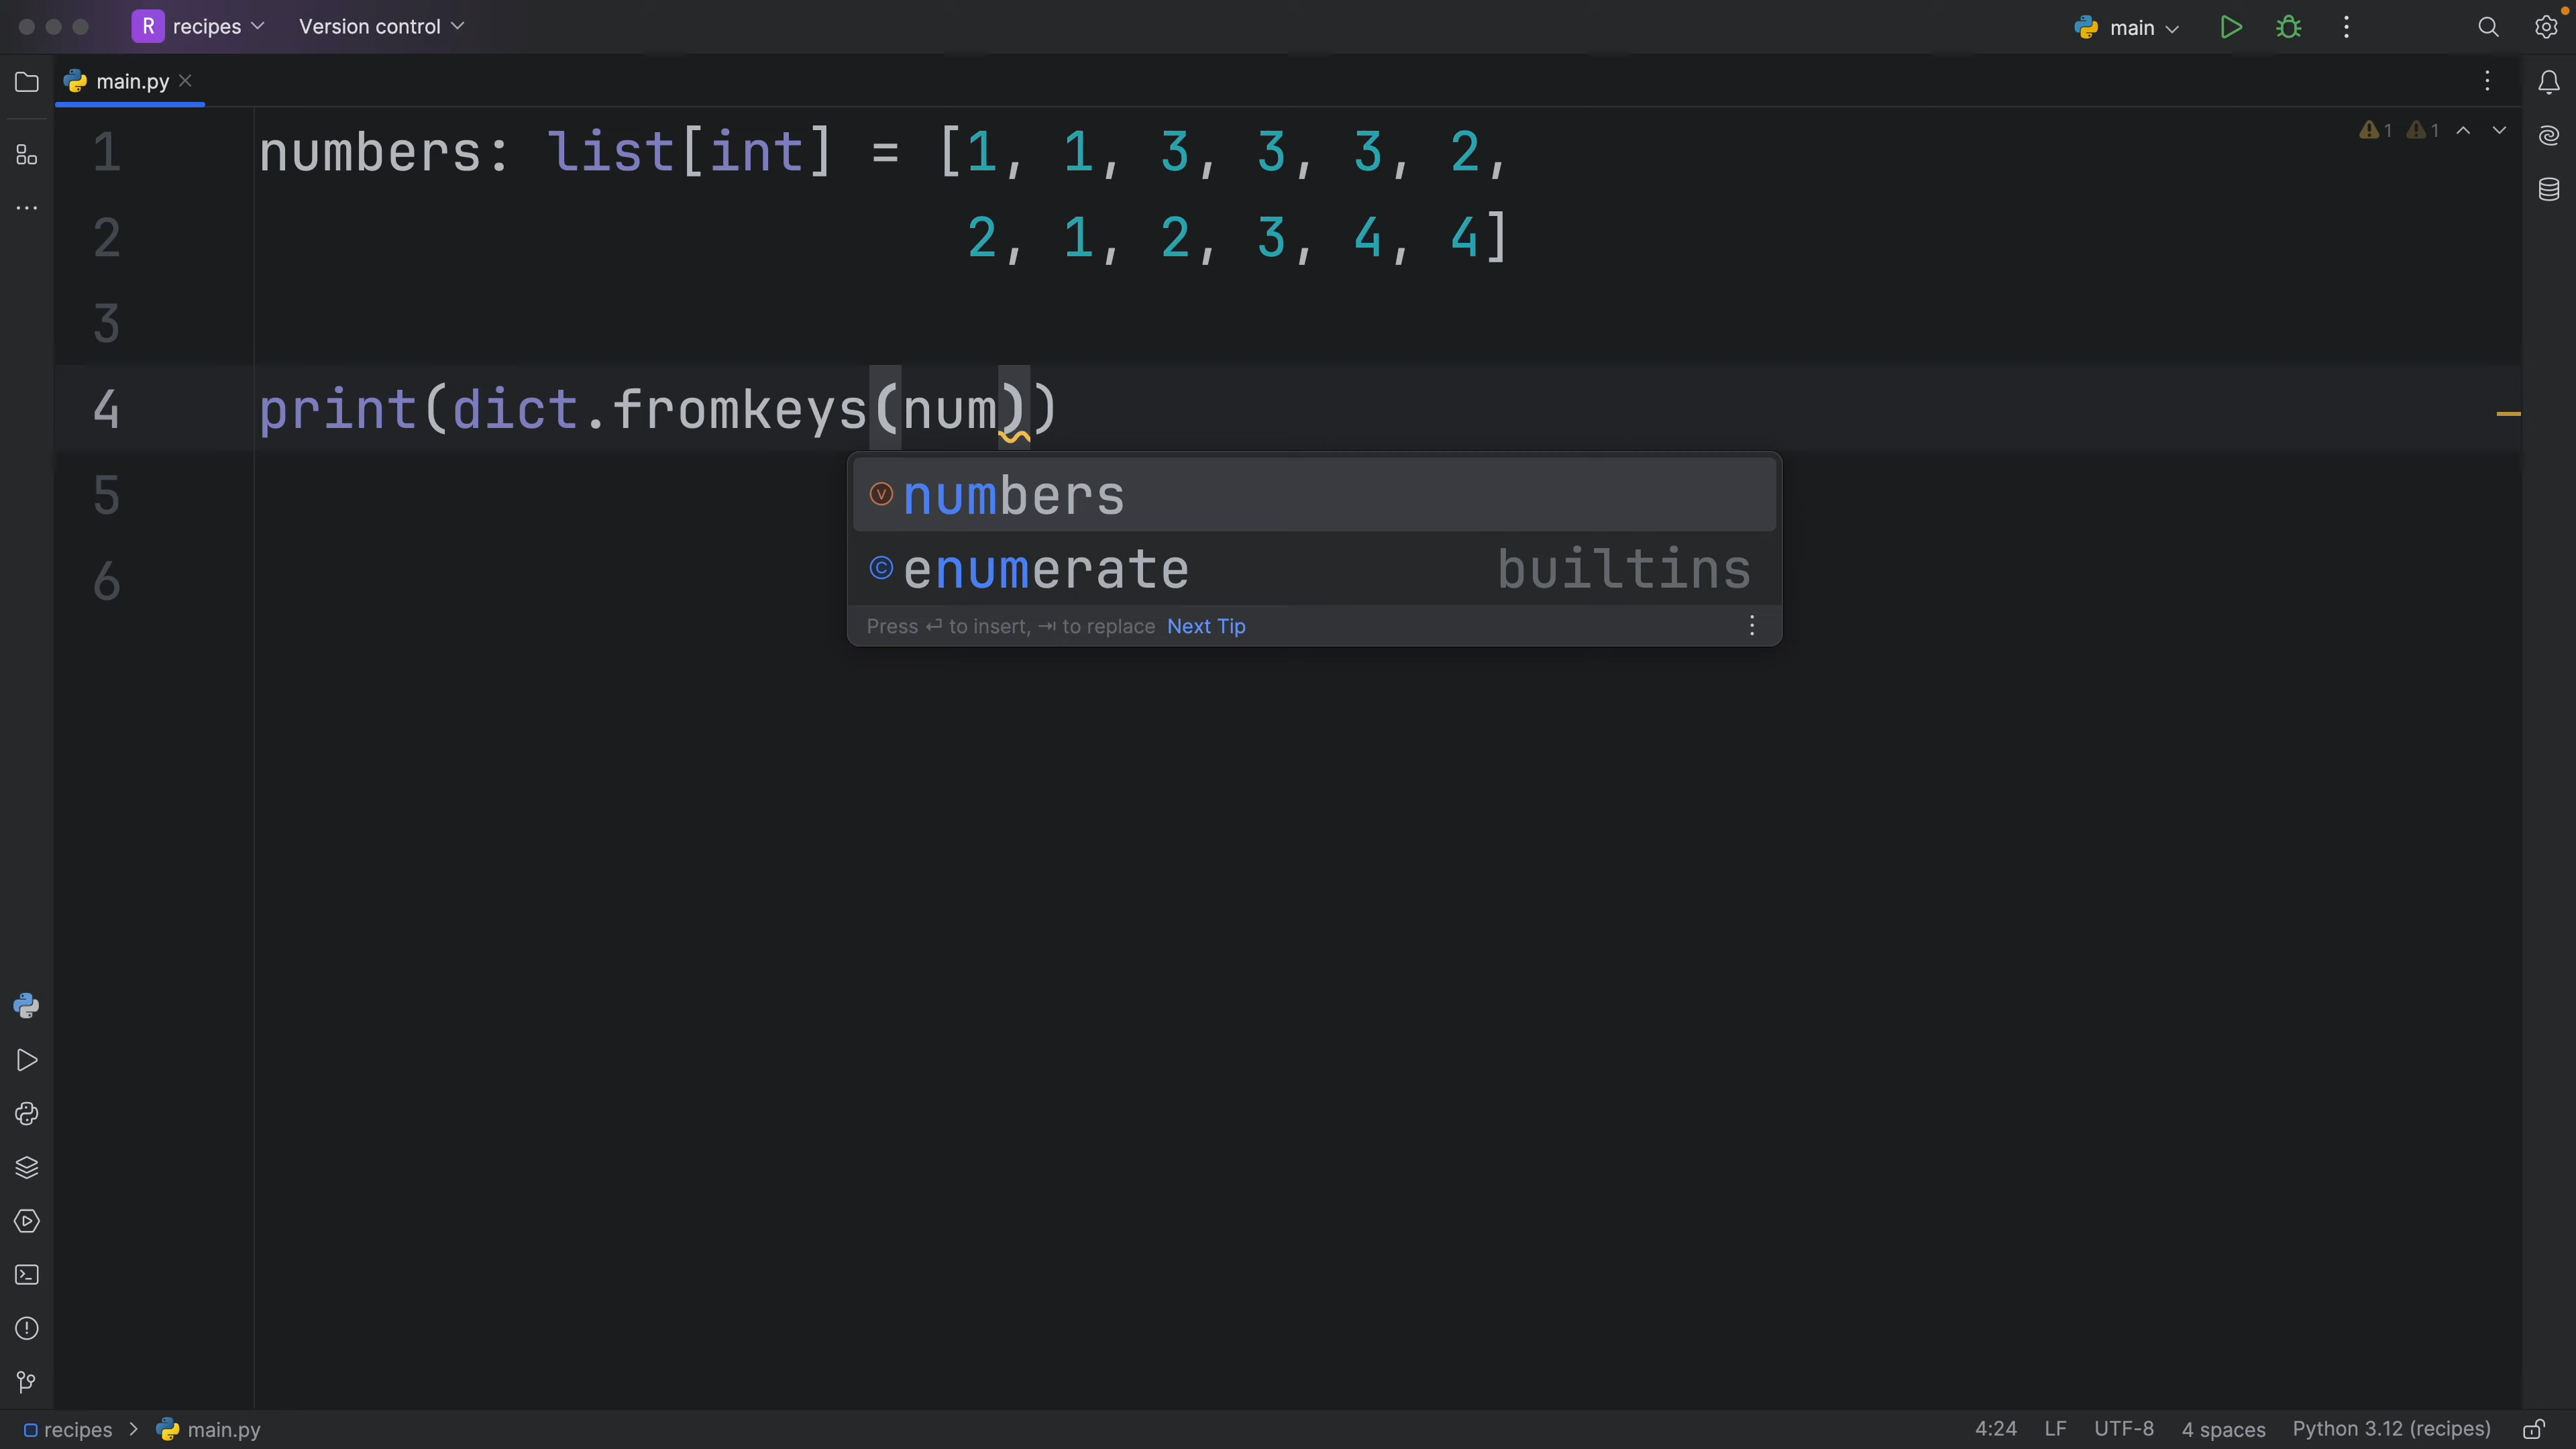 R recipes Version control main
main.py
1 1
1 numbers: list[int] = [1, 1, 3, 3, 3, 2,
2 2, 1, 2, 3, 4, 4]
3
4 print(dict.fromkeys(num))
5
6
V numbers
C enumerate builtins
Press ↵ to insert, ⇥ to replace Next Tip
recipes > main.py 4:24 LF UTF-8 4 spaces Python 3.12 (recipes)